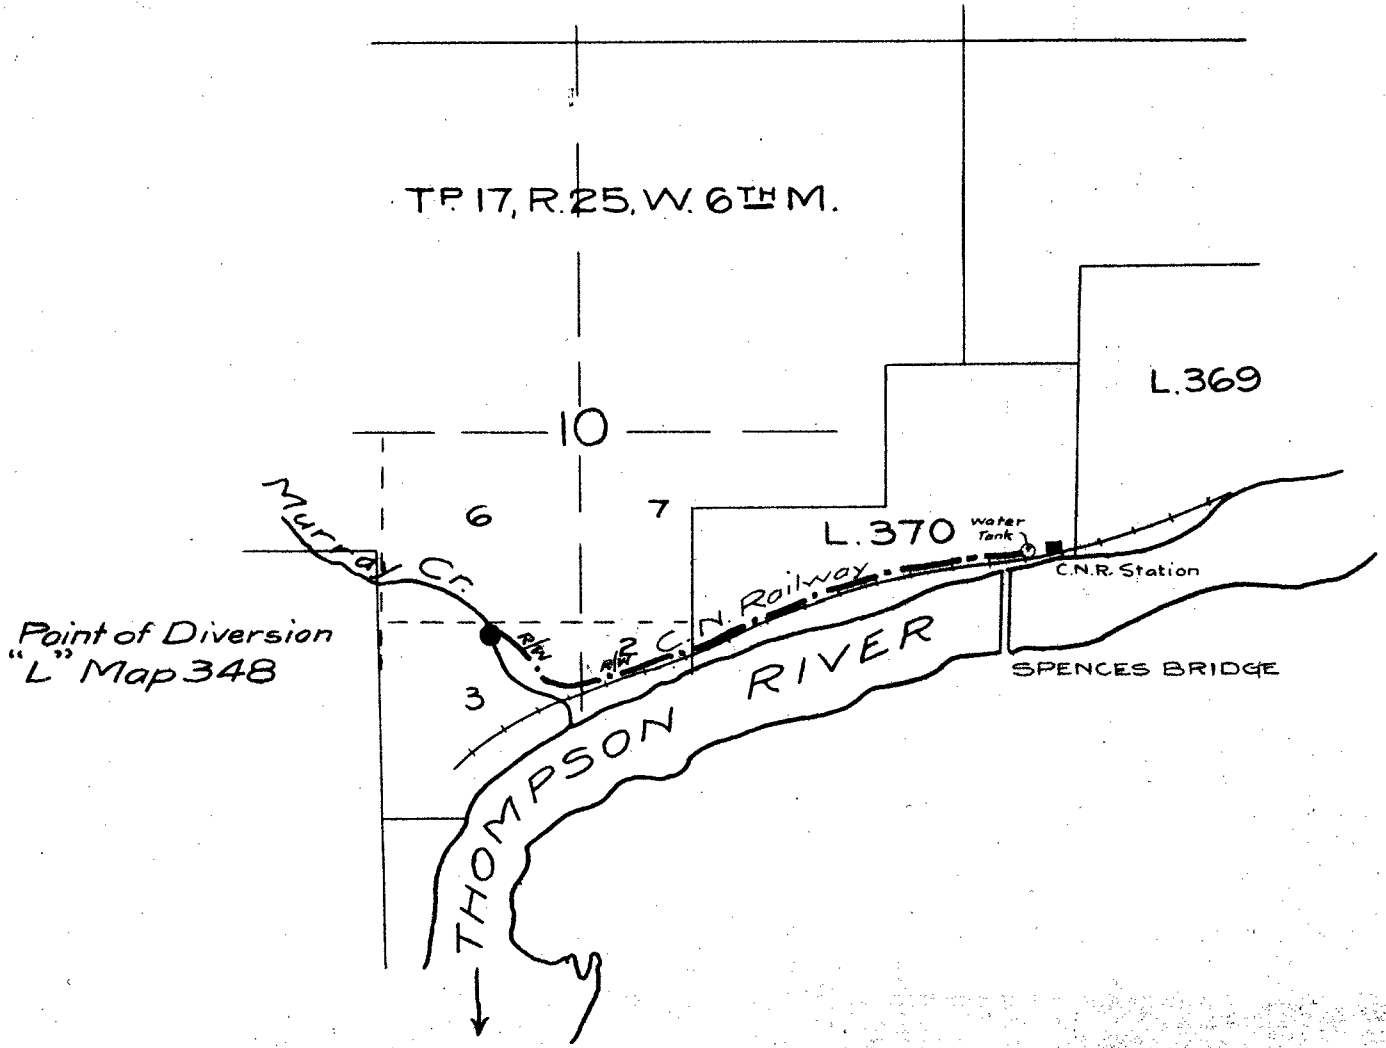 TP. 17, R. 25, W. 6TH M.
L.369
10
6
7
Murray Cr.
L.370
Water
Tank
C.N.R. Station
C. N. Railway
R/W
R/W
2
3
Point of Diversion
"L" Map 348
SPENCES BRIDGE
THOMPSON RIVER